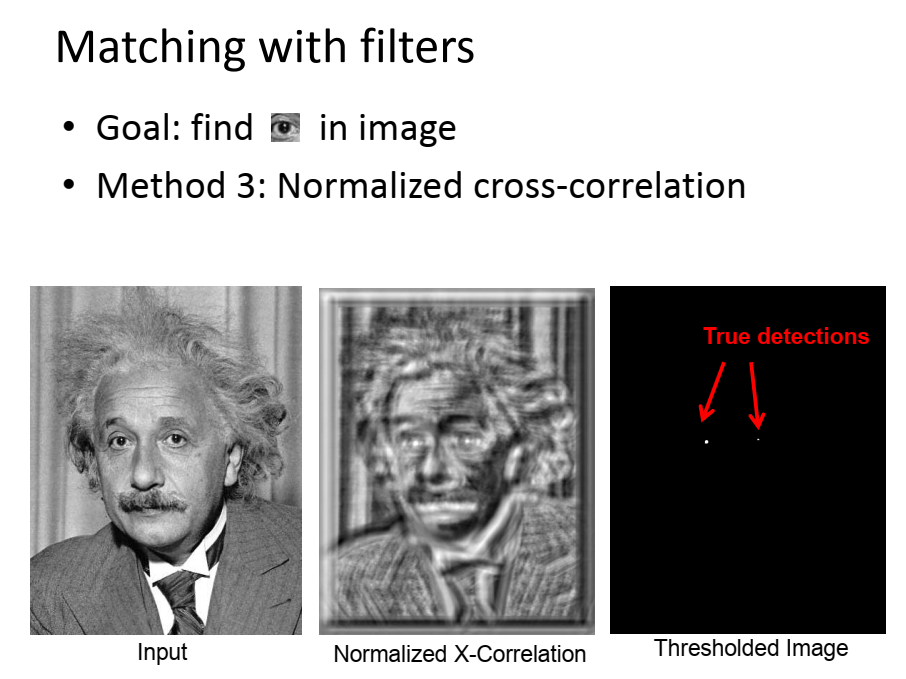 Matching with filters
• Goal: find in image
• Method 3: Normalized cross-correlation
True detections
Input
Normalized X-Correlation
Thresholded Image